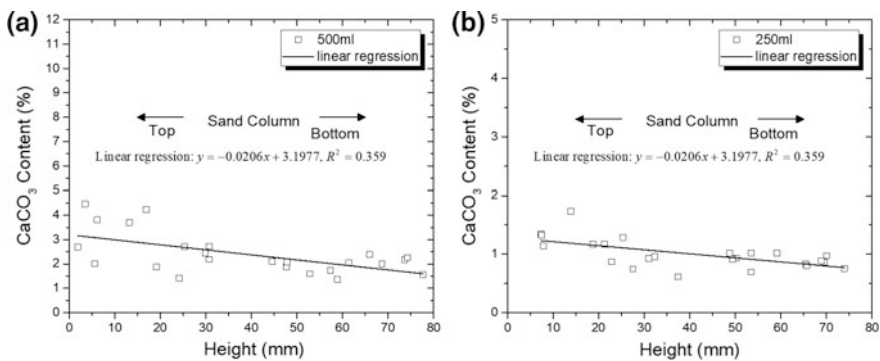 (a)
12
11
10
9
8
7
6
5
4
3
2
1
0
CaCO3 Content (%)
500ml
linear regression
Top Sand Column Bottom
Linear regression: y = −0.0206x + 3.1977, R² = 0.359
0 10 20 30 40 50 60 70 80
Height (mm)
(b)
5
4
3
2
1
0
CaCO3 Content (%)
250ml
linear regression
Top Sand Column Bottom
Linear regression: y = −0.0206x + 3.1977, R² = 0.359
0 10 20 30 40 50 60 70 80
Height (mm)